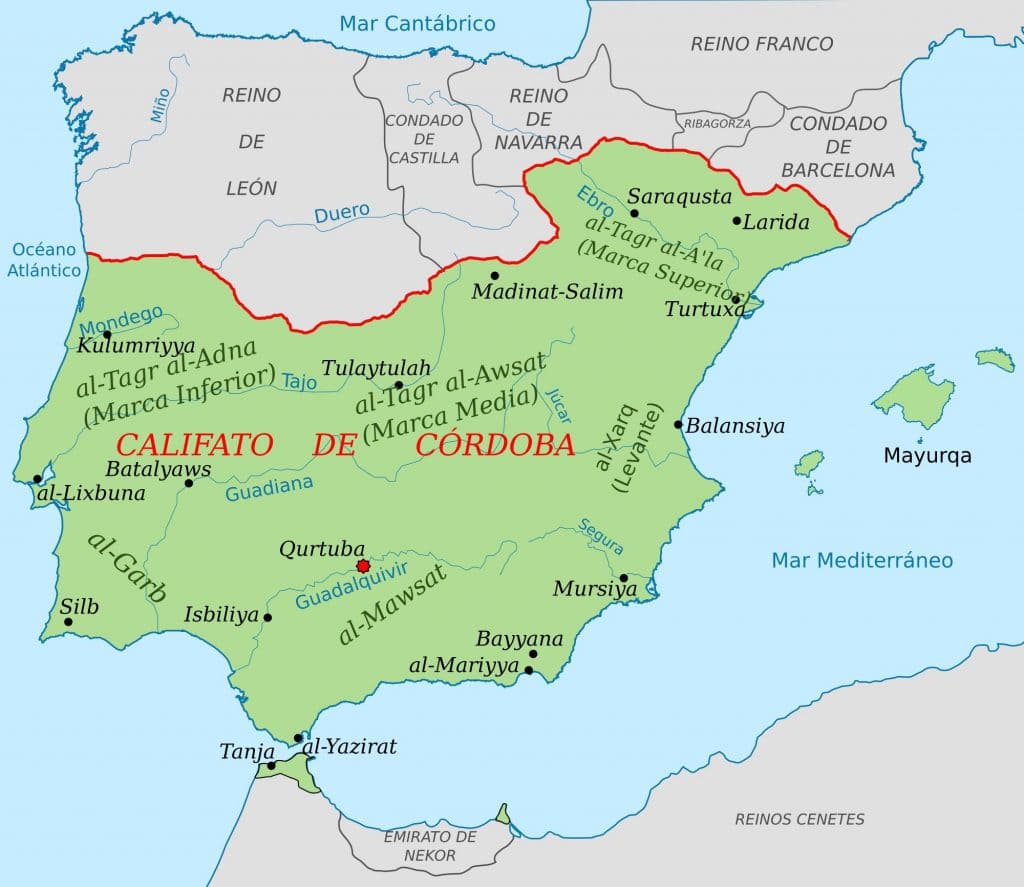 Mar Cantábrico
REINO FRANCO
Miño
REINO
DE
LEÓN
CONDADO
DE
CASTILLA
REINO
DE
NAVARRA
RIBAGORZA
CONDADO
DE
BARCELONA
Duero
Ebro
Saraqusta
Larida
Océano
Atlántico
al-Tagr al-A'la
(Marca Superior)
Madinat-Salim
Turtuxa
Mondego
Kulumriyya
al-Tagr al-Adna
(Marca Inferior)
Tulaytulah
Tajo
al-Tagr al-Awsat
(Marca Media)
Júcar
al-Xarq
(Levante)
Balansiya
Mayurqa
CALIFATO DE CÓRDOBA
Batalyaws
al-Lixbuna
Guadiana
al-Garb
Qurtuba
Guadalquivir
al-Mawsat
Segura
Mursiya
Mar Mediterráneo
Silb
Isbiliya
Bayyana
al-Mariyya
Tanja
al-Yazirat
EMIRATO DE
NEKOR
REINOS CENETES